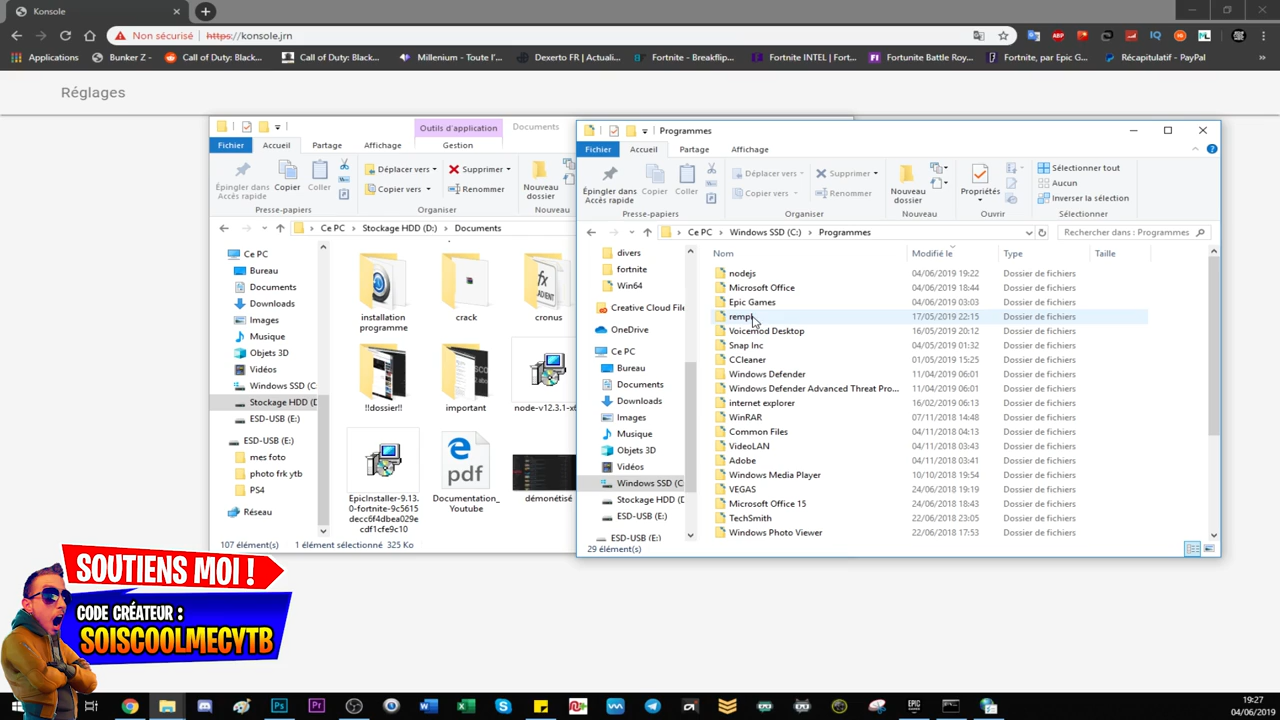 Konsole
Non sécurisé https://konsole.jrn
Applications Bunker Z - Call of Duty: Black... Call of Duty: Black... Millenium - Toute l'... Dexerto FR | Actuali... Fortnite - Breakflip... Fortnite INTEL | Fort... Fortunite Battle Roy... Fortnite, par Epic G... Récapitulatif - PayPal »
Réglages
Outils d'application Documents
Fichier Accueil Partage Affichage Gestion
Épingler dans Accès rapide
Copier
Coller
Déplacer vers
Copier vers
Supprimer
Renommer
Nouveau dossier
Presse-papiers Organiser Nouveau
Ce PC > Stockage HDD (D:) > Documents
Ce PC
Bureau
Documents
Downloads
Images
Musique
Objets 3D
Vidéos
Windows SSD (C:
Stockage HDD (D
ESD-USB (E:)
ESD-USB (E:)
mes foto
photo frk ytb
PS4
Réseau
installation
programme
crack
cronus
!!dossier!!
important
node-v12.3.1-x6
EpicInstaller-9.13.
0-fortnite-9c5615
decc6f4dbea029e
cdf1cfe9c10
Documentation_
Youtube
démonétisé
107 élément(s) 1 élément sélectionné 325 Ko
Programmes
Fichier Accueil Partage Affichage
Épingler dans
Accès rapide
Copier
Coller
Déplacer vers
Copier vers
Supprimer
Renommer
Nouveau
dossier
Propriétés
Sélectionner tout
Aucun
Inverser la sélection
Presse-papiers Organiser Nouveau Ouvrir Sélectionner
Ce PC > Windows SSD (C:) > Programmes
Rechercher dans : Programmes
divers
fortnite
Win64
Creative Cloud File
OneDrive
Ce PC
Bureau
Documents
Downloads
Images
Musique
Objets 3D
Vidéos
Windows SSD (C
Stockage HDD (D
ESD-USB (E:)
ESD-USB (E:)
Nom Modifié le Type Taille
nodejs 04/06/2019 19:22 Dossier de fichiers
Microsoft Office 04/06/2019 18:44 Dossier de fichiers
Epic Games 04/06/2019 03:03 Dossier de fichiers
rempl 17/05/2019 22:15 Dossier de fichiers
Voicemod Desktop 16/05/2019 20:12 Dossier de fichiers
Snap Inc 04/05/2019 01:32 Dossier de fichiers
CCleaner 01/05/2019 15:25 Dossier de fichiers
Windows Defender 11/04/2019 06:01 Dossier de fichiers
Windows Defender Advanced Threat Pro... 11/04/2019 06:01 Dossier de fichiers
internet explorer 16/02/2019 06:13 Dossier de fichiers
WinRAR 07/11/2018 14:48 Dossier de fichiers
Common Files 04/11/2018 04:13 Dossier de fichiers
VideoLAN 04/11/2018 03:43 Dossier de fichiers
Adobe 04/11/2018 03:41 Dossier de fichiers
Windows Media Player 10/10/2018 19:54 Dossier de fichiers
VEGAS 24/06/2018 19:19 Dossier de fichiers
Microsoft Office 15 24/06/2018 18:43 Dossier de fichiers
TechSmith 22/06/2018 23:05 Dossier de fichiers
Windows Photo Viewer 22/06/2018 17:53 Dossier de fichiers
29 élément(s)
SOUTIENS MOI !
CODE CRÉATEUR :
SOISCOOLMECYTB
19:27
04/06/2019